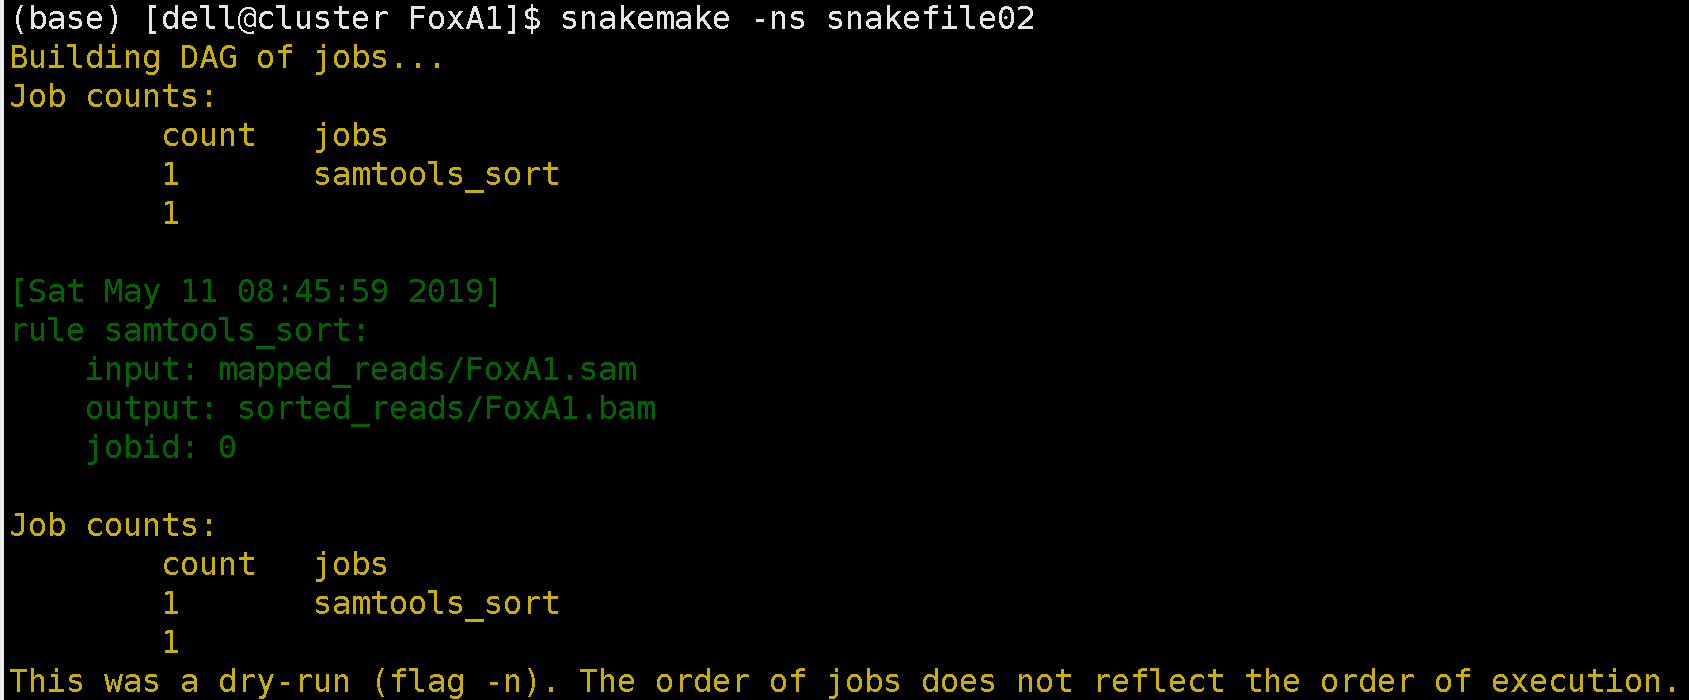 (base) [dell@cluster FoxA1]$ snakemake -ns snakefile02
Building DAG of jobs...
Job counts:
        count   jobs
        1       samtools_sort
        1

[Sat May 11 08:45:59 2019]
rule samtools_sort:
    input: mapped_reads/FoxA1.sam
    output: sorted_reads/FoxA1.bam
    jobid: 0

Job counts:
        count   jobs
        1       samtools_sort
        1
This was a dry-run (flag -n). The order of jobs does not reflect the order of execution.